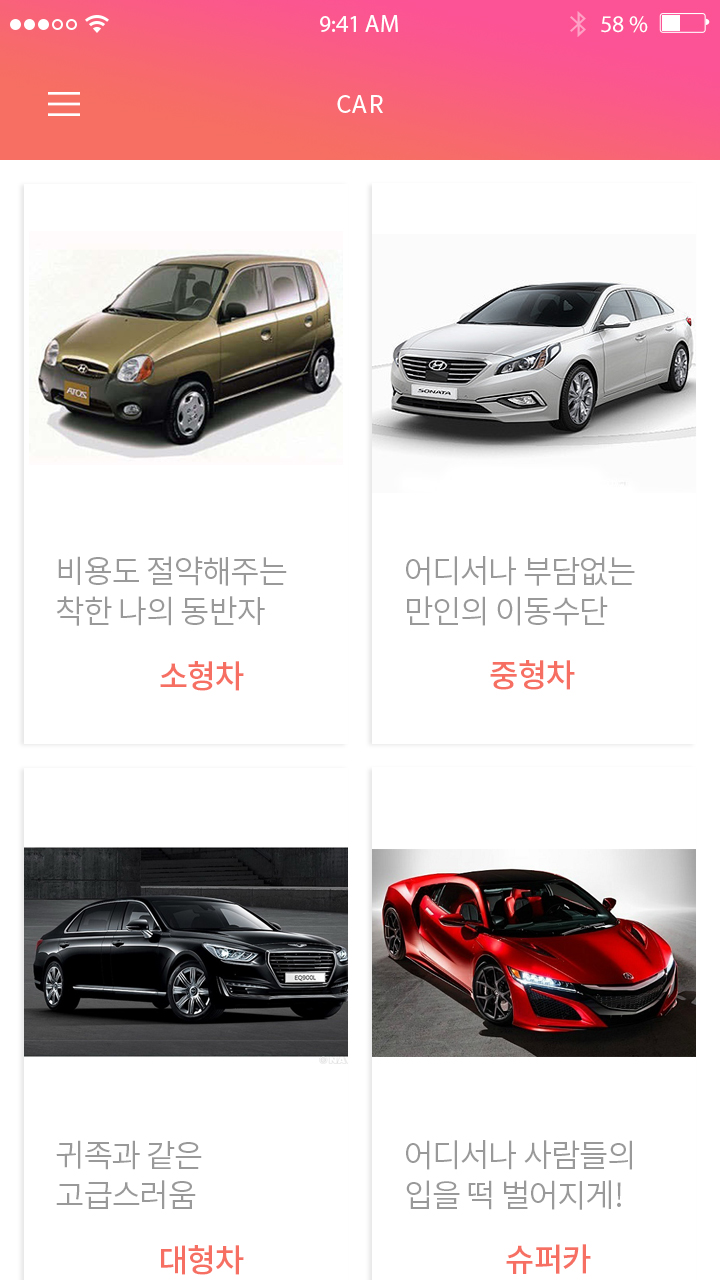 9:41 AM
58 %
CAR
ATOS
SONATA
비용도 절약해주는
착한 나의 동반자
소형차
어디서나 부담없는
만인의 이동수단
중형차
EQ900L
귀족과 같은
고급스러움
대형차
어디서나 사람들의
입을 떡 벌어지게!
슈퍼카